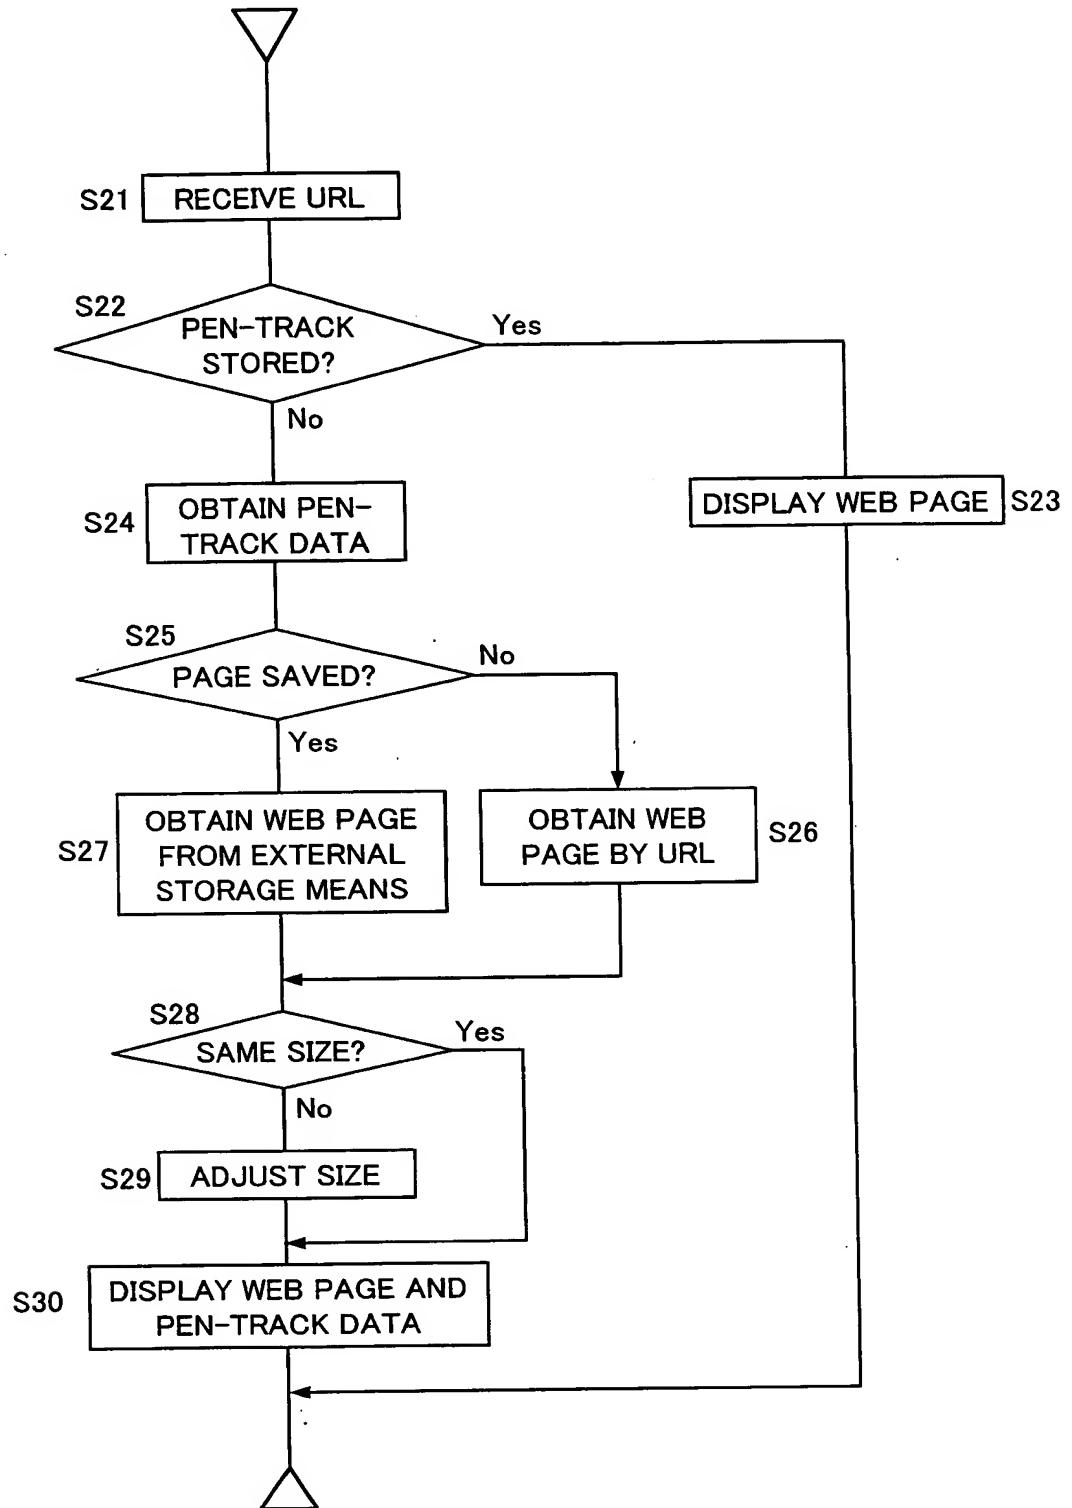 S21 RECEIVE URL
S22
PEN-TRACK
STORED?
Yes
No
S24
OBTAIN PEN-
TRACK DATA
DISPLAY WEB PAGE S23
S25
PAGE SAVED?
No
Yes
S27
OBTAIN WEB PAGE
FROM EXTERNAL
STORAGE MEANS
OBTAIN WEB
PAGE BY URL
S26
S28
SAME SIZE?
Yes
No
S29 ADJUST SIZE
S30
DISPLAY WEB PAGE AND
PEN-TRACK DATA